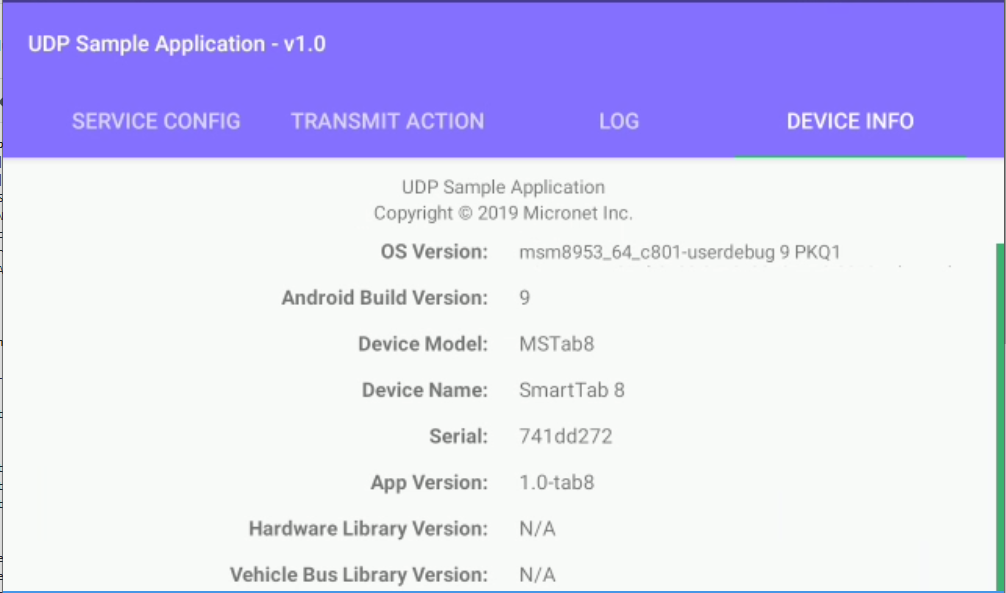 UDP Sample Application - v1.0
SERVICE CONFIG TRANSMIT ACTION LOG DEVICE INFO
UDP Sample Application
Copyright © 2019 Micronet Inc.
OS Version: msm8953_64_c801-userdebug 9 PKQ1
Android Build Version: 9
Device Model: MSTab8
Device Name: SmartTab 8
Serial: 741dd272
App Version: 1.0-tab8
Hardware Library Version: N/A
Vehicle Bus Library Version: N/A